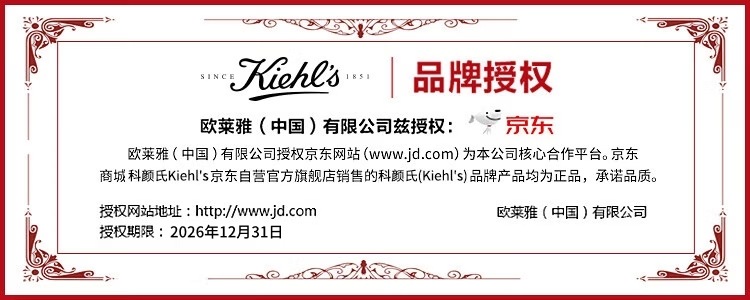 SINCE Kiehl's 1851 品牌授权
欧莱雅（中国）有限公司兹授权： 京东
欧莱雅（中国）有限公司授权京东网站（www.jd.com）为本公司核心合作平台。京东
商城科颜氏Kiehl's京东自营官方旗舰店销售的科颜氏(Kiehl's)品牌产品均为正品，承诺品质。
授权网站地址：http://www.jd.com 欧莱雅（中国）有限公司
授权期限：2026年12月31日